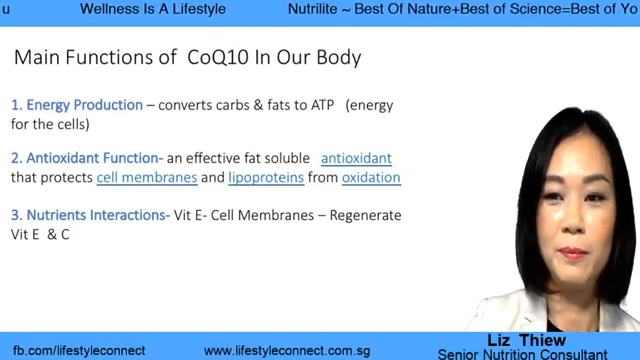 u Wellness Is A Lifestyle Nutrilite ~ Best Of Nature+Best of Science=Best of Yo
Main Functions of CoQ10 In Our Body
1. Energy Production – converts carbs & fats to ATP (energy
for the cells)
2. Antioxidant Function- an effective fat soluble antioxidant
that protects cell membranes and lipoproteins from oxidation
3. Nutrients Interactions- Vit E- Cell Membranes – Regenerate
Vit E & C
fb.com/lifestyleconnect www.lifestyleconnect.com.sg Liz Thiew
Senior Nutrition Consultant